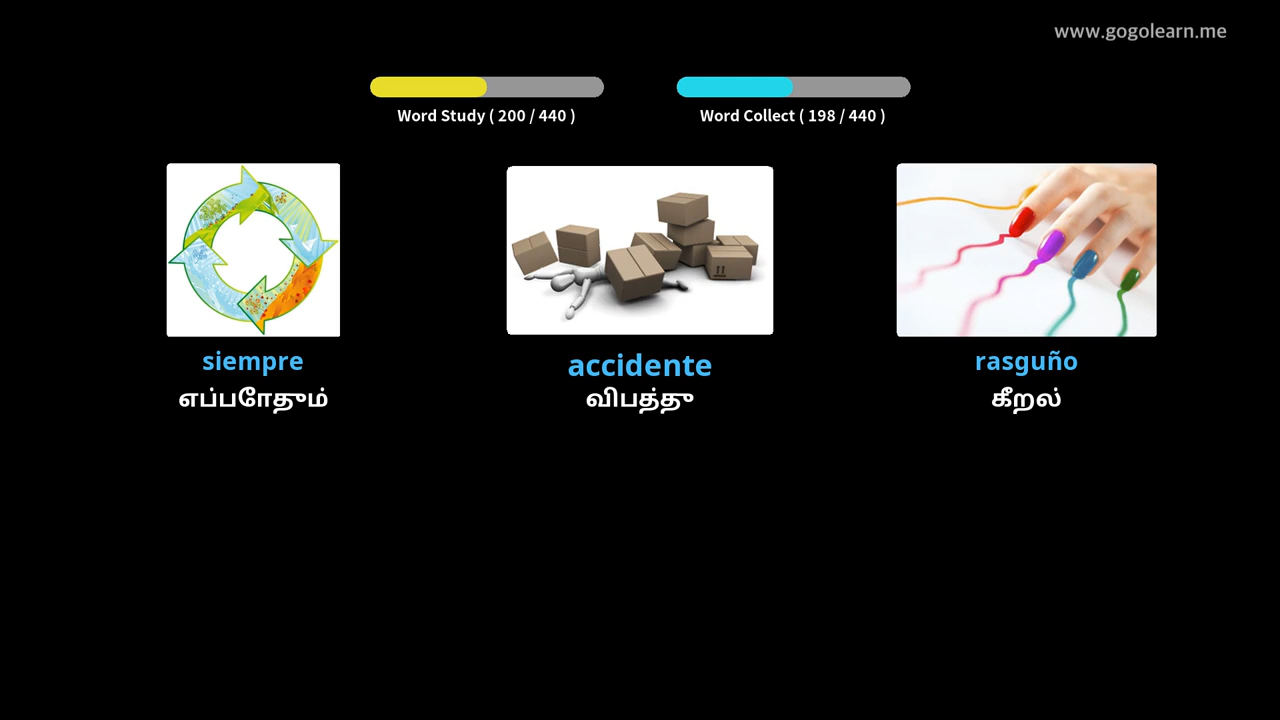 www.gogolearn.me
Word Study ( 200 / 440 )
Word Collect ( 198 / 440 )
siempre
accidente
rasguño
எப்போதும்
விபத்து
கீறல்